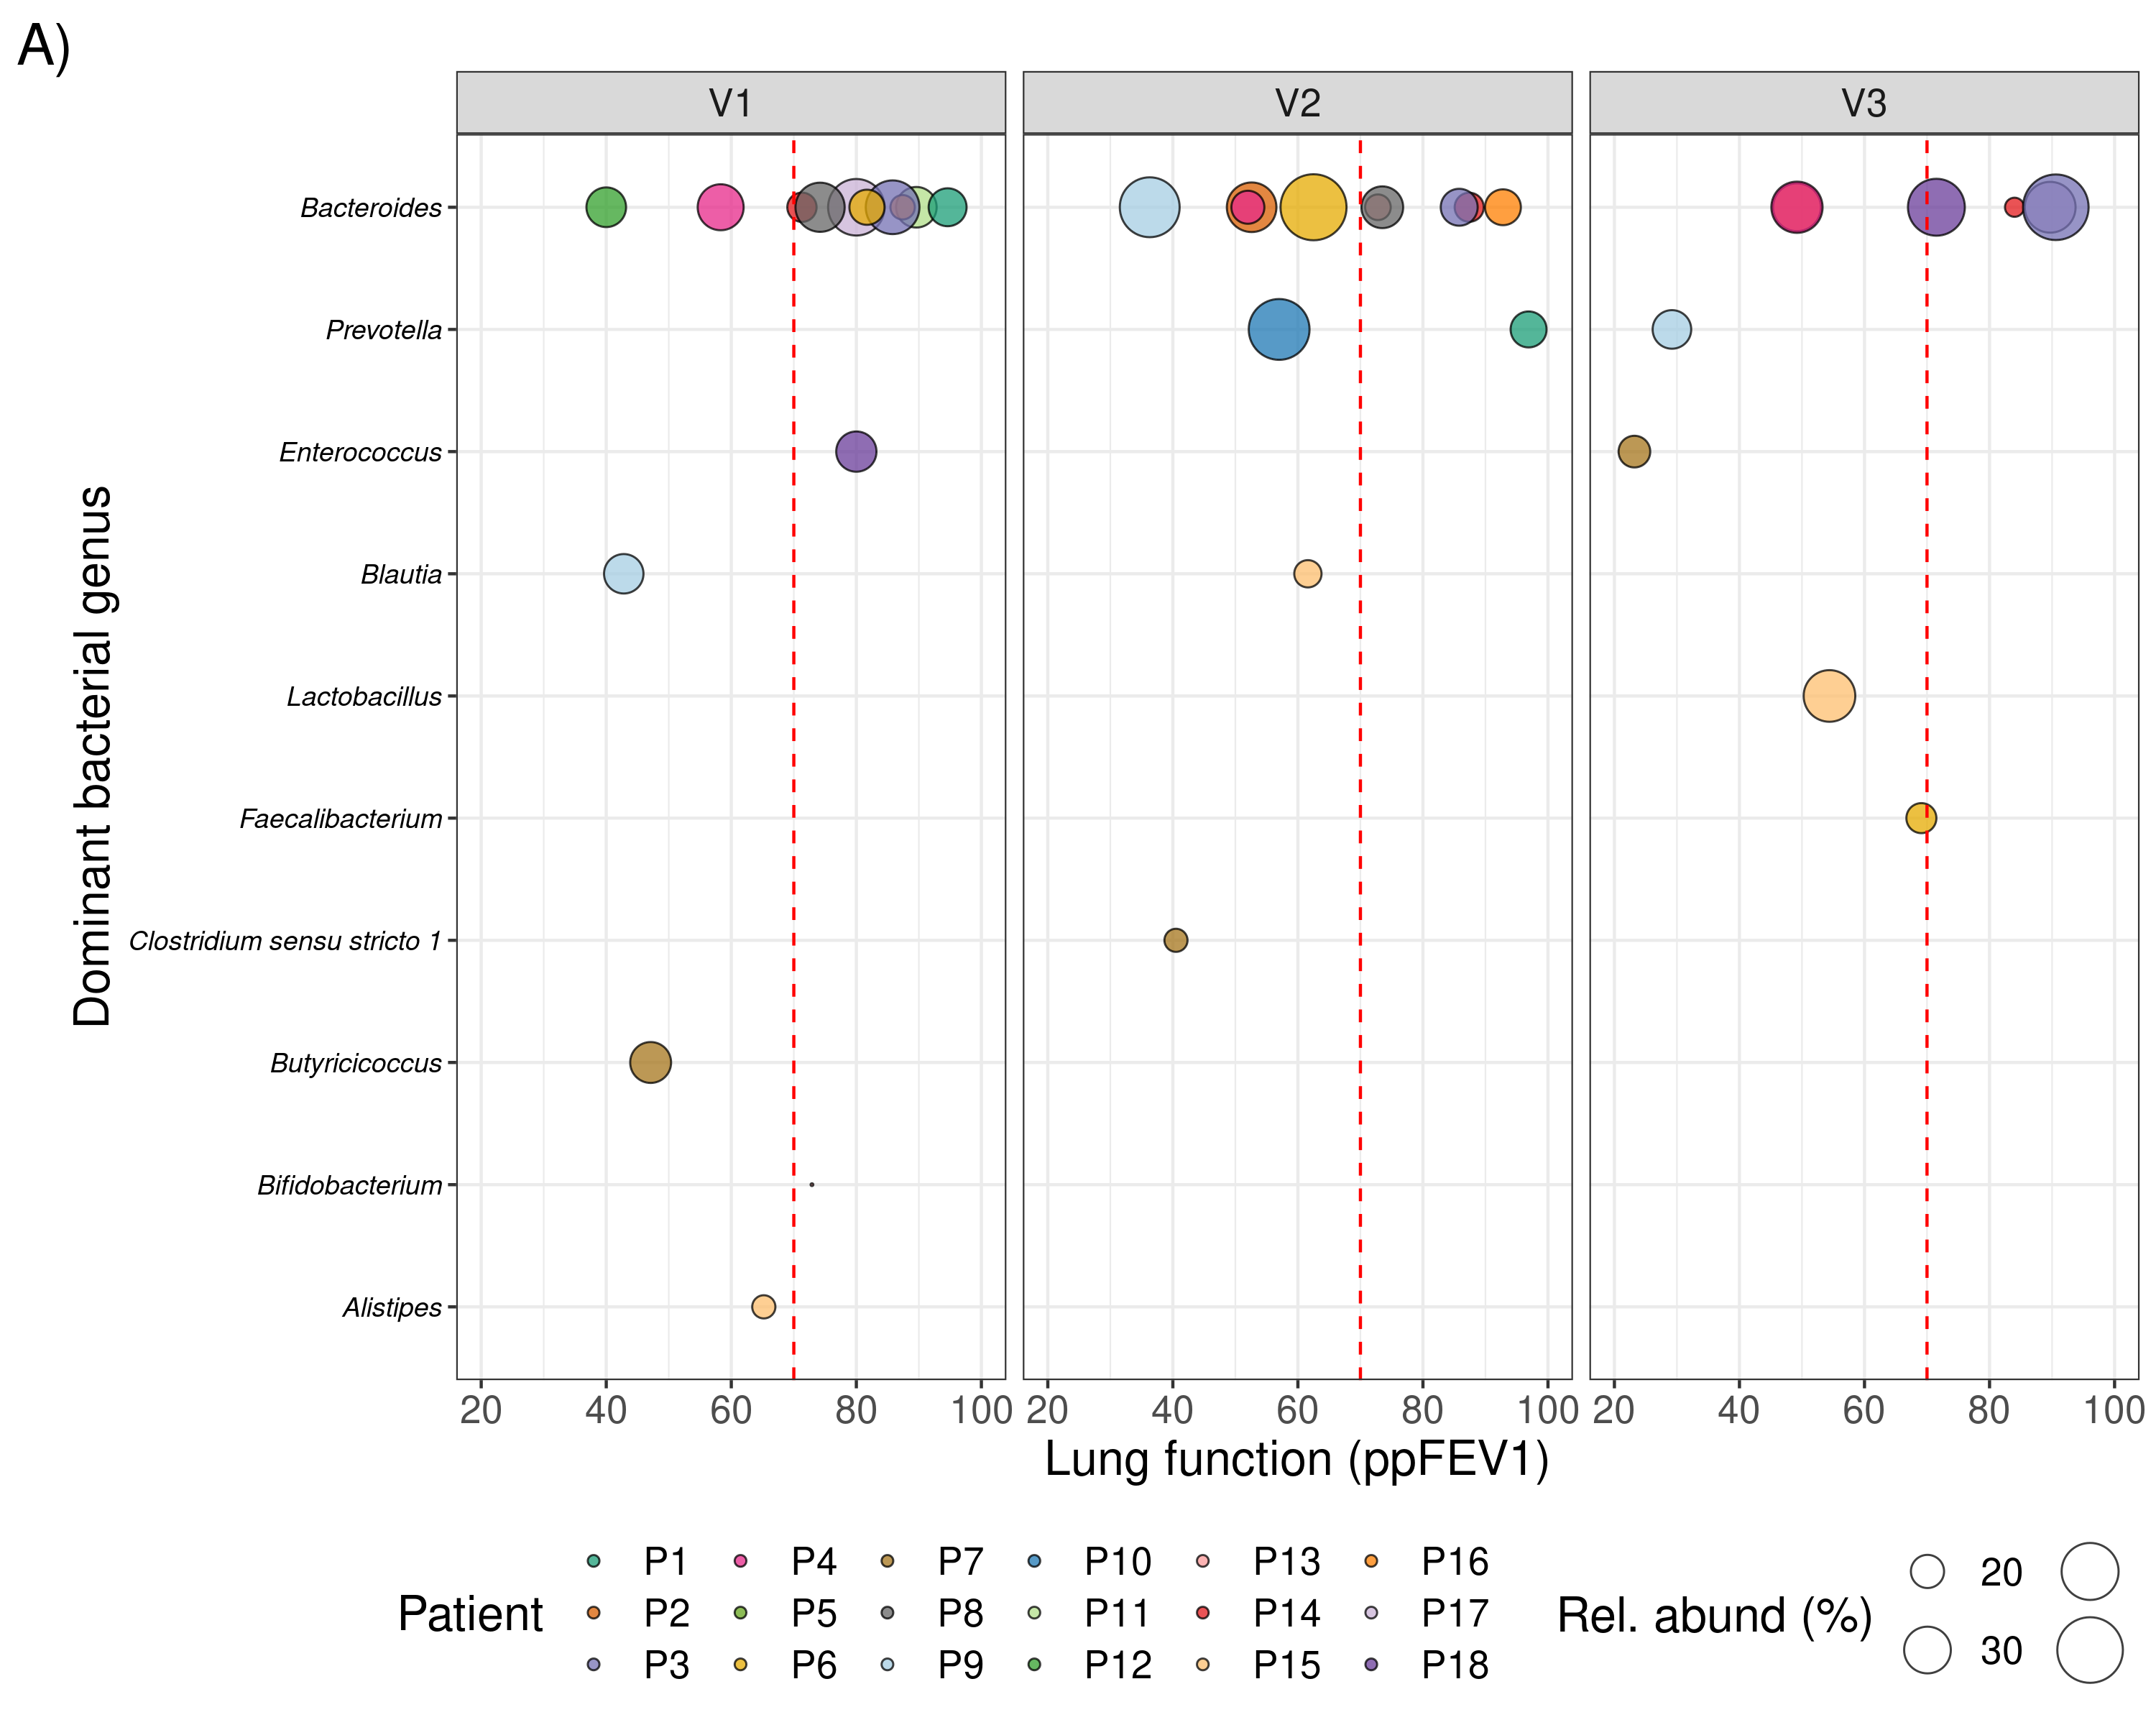 A)
V1 V2 V3
Bacteroides
Prevotella
Enterococcus
Blautia
Lactobacillus
Faecalibacterium
Clostridium sensu stricto 1
Butyricicoccus
Bifidobacterium
Alistipes
Dominant bacterial genus
20 40 60 80 100 20 40 60 80 100 20 40 60 80 100
Lung function (ppFEV1)
Patient
P1 P4 P7 P10 P13 P16
P2 P5 P8 P11 P14 P17
P3 P6 P9 P12 P15 P18
Rel. abund (%)
20
30